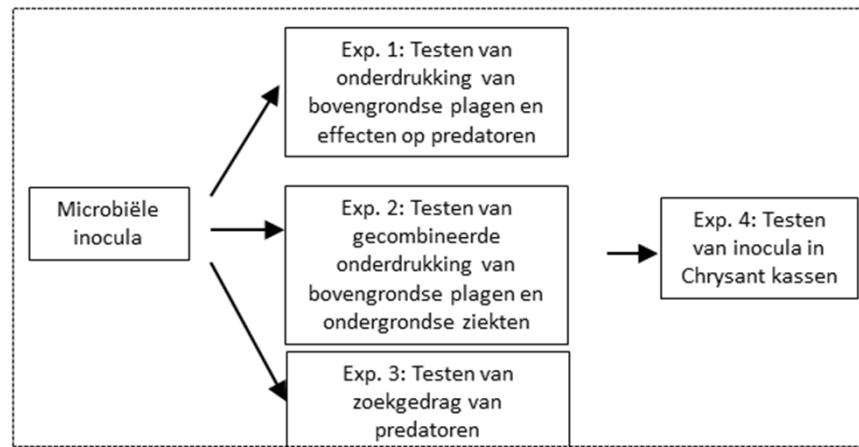 Exp. 1: Testen van
onderdrukking van
bovengrondse plagen en
effecten op predatoren
Microbiële
inocula
Exp. 2: Testen van
gecombineerde
onderdrukking van
bovengrondse plagen en
ondergrondse ziekten
Exp. 3: Testen van
zoekgedrag van
predatoren
Exp. 4: Testen
van inocula in
Chrysant kassen